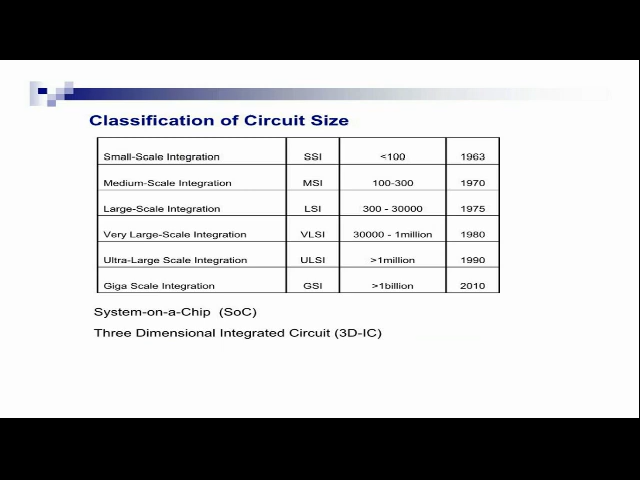 Classification of Circuit Size
Small-Scale Integration SSI <100 1963
Medium-Scale Integration MSI 100-300 1970
Large-Scale Integration LSI 300 - 30000 1975
Very Large-Scale Integration VLSI 30000 - 1million 1980
Ultra-Large Scale Integration ULSI >1million 1990
Giga Scale Integration GSI >1billion 2010
System-on-a-Chip (SoC)
Three Dimensional Integrated Circuit (3D-IC)